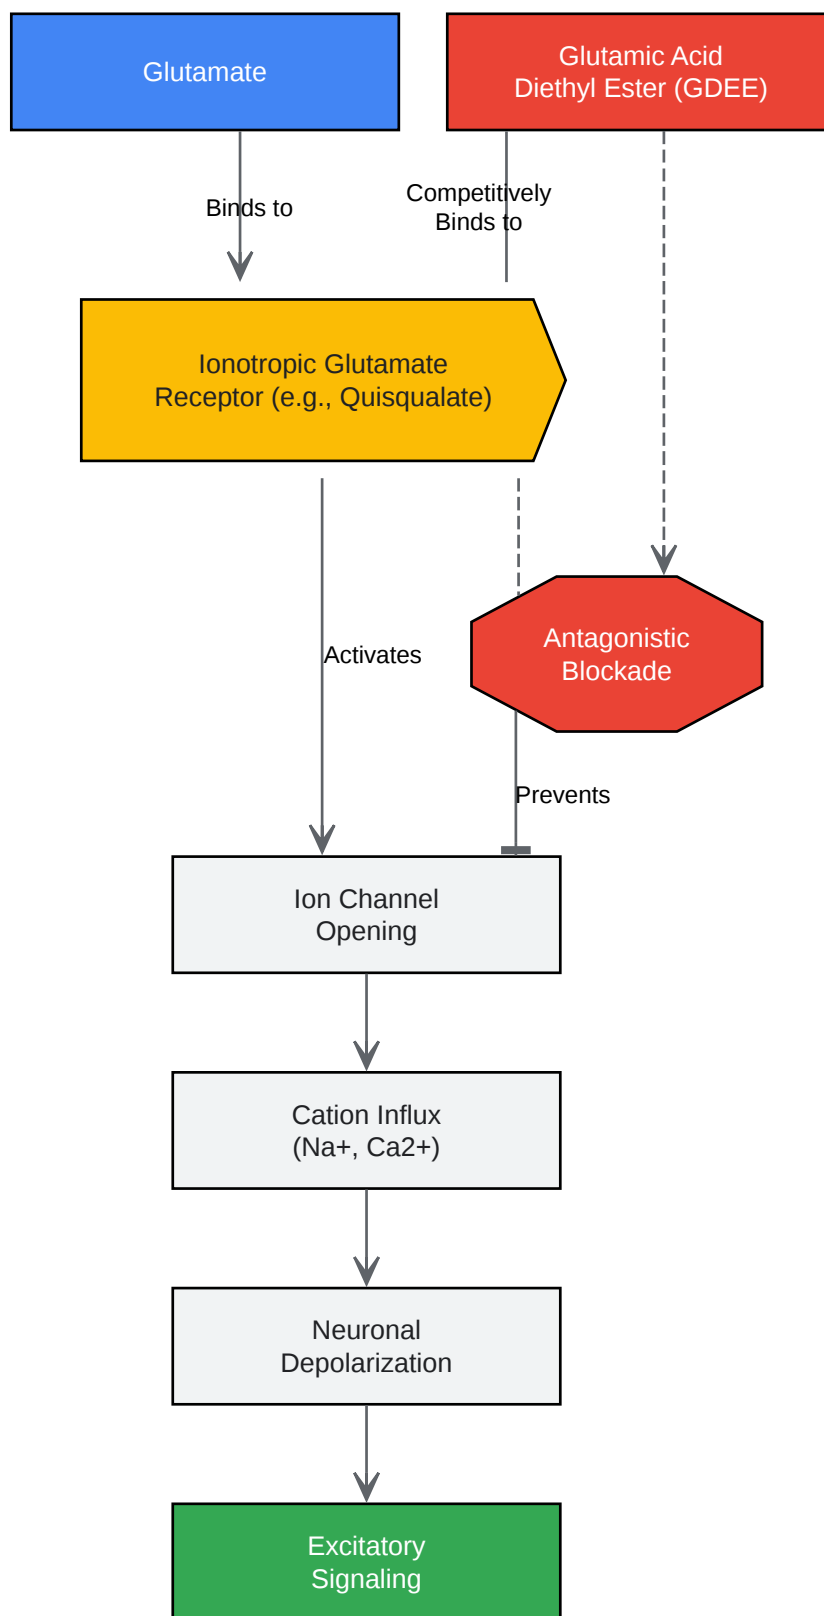 Glutamate
Glutamic Acid
Diethyl Ester (GDEE)
Binds to
Competitively
Binds to
Ionotropic Glutamate
Receptor (e.g., Quisqualate)
Activates
Antagonistic
Blockade
Prevents
Ion Channel
Opening
Cation Influx
(Na+, Ca2+)
Neuronal
Depolarization
Excitatory
Signaling